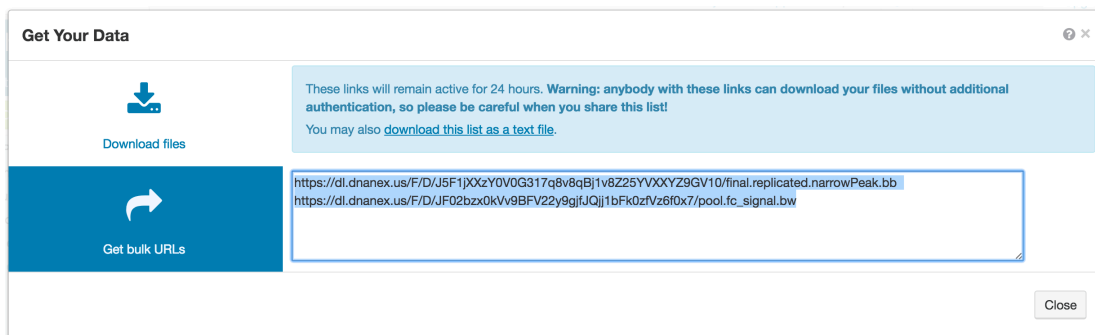 Get Your Data
These links will remain active for 24 hours. Warning: anybody with these links can download your files without additional
authentication, so please be careful when you share this list!
You may also download this list as a text file.
Download files
https://dl.dnanex.us/F/D/J5F1jXXzY0V0G317q8v8qBj1v8Z25YVXXYZ9GV10/final.replicated.narrowPeak.bb
https://dl.dnanex.us/F/D/JF02bzx0kVv9BFV22y9gjfJQjj1bFk0zfVz6f0x7/pool.fc_signal.bw
Get bulk URLs
Close